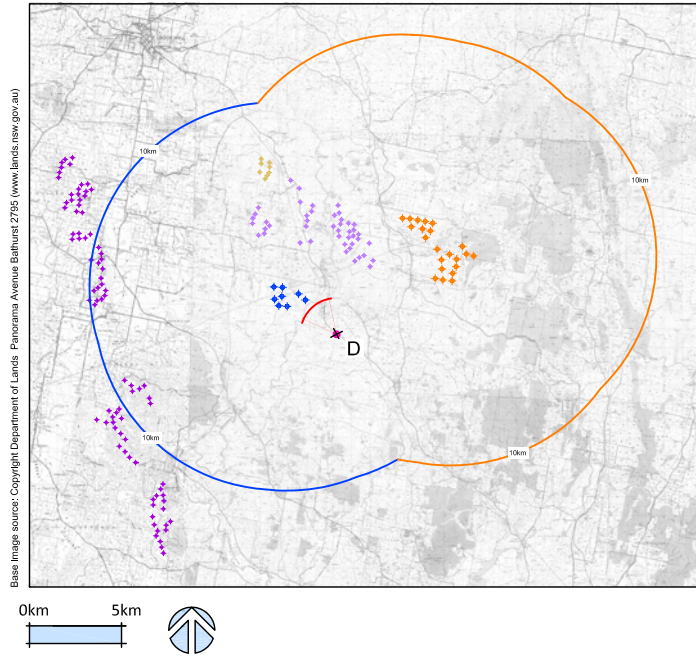 Base Image source: Copyright Department of Lands Panorama Avenue Bathurst 2795 (www.lands.nsw.gov.au)
10km
10km
10km
10km
D
0km 5km